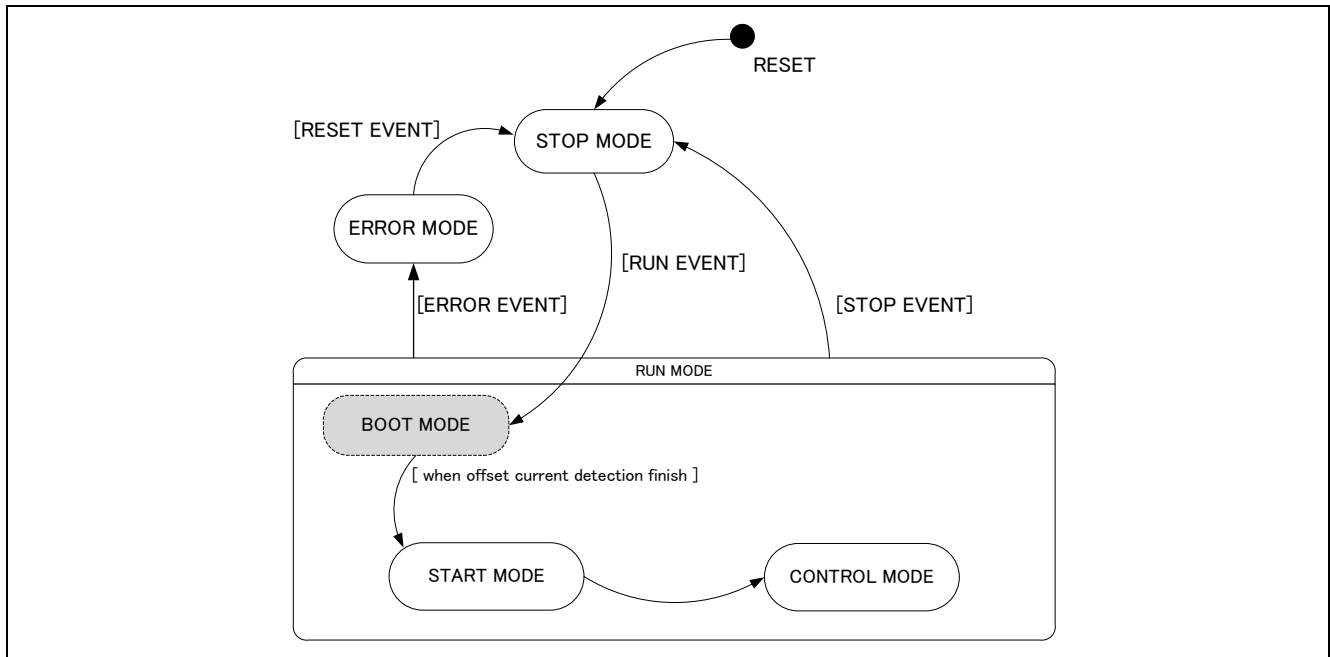 RESET
[RESET EVENT]
STOP MODE
ERROR MODE
[RUN EVENT]
[ERROR EVENT]
[STOP EVENT]
RUN MODE
BOOT MODE
[ when offset current detection finish ]
START MODE
CONTROL MODE